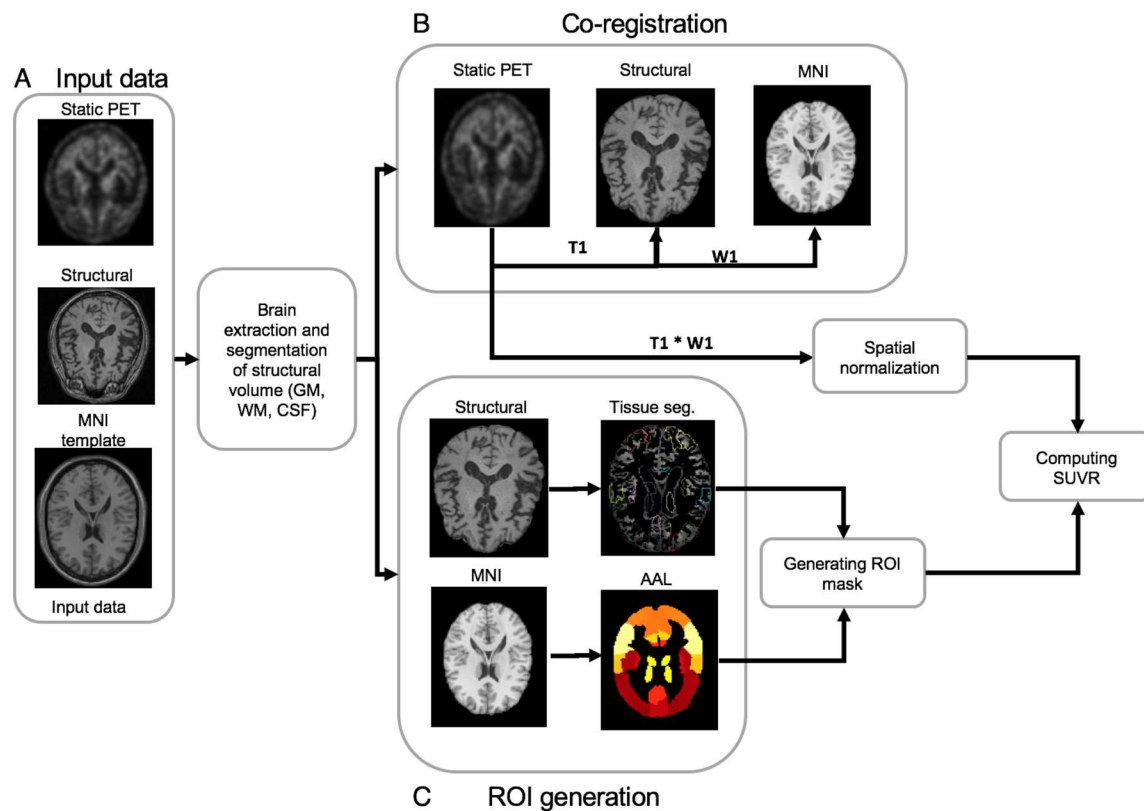 A Input data
Static PET
Structural
MNI
template
Input data
Brain
extraction and
segmentation
of structural
volume (GM,
WM, CSF)
B Co-registration
Static PET
Structural
MNI
T1
W1
T1 * W1
Spatial
normalization
Structural
Tissue seg.
MNI
AAL
Generating ROI
mask
Computing
SUVR
C ROI generation